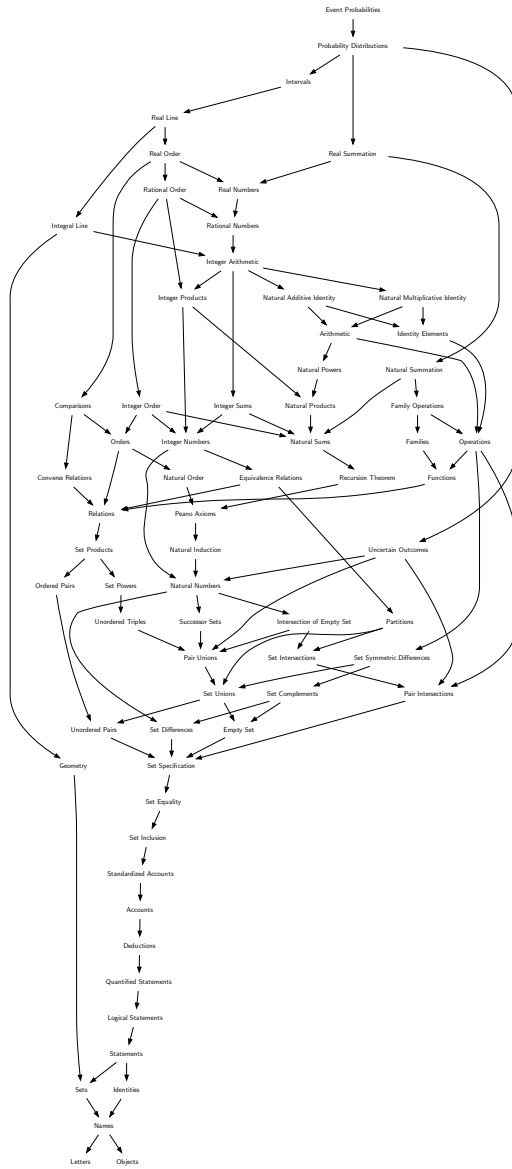 Event Probabilities
Probability Distributions
Intervals
Real Line
Real Order Real Summation
Rational Order Real Numbers
Integral Line Rational Numbers
Integer Arithmetic
Integer Products Natural Additive Identity Natural Multiplicative Identity
Arithmetic Identity Elements
Natural Powers Natural Summation
Comparisons Integer Order Integer Sums Natural Products Family Operations
Orders Integer Numbers Natural Sums Families Operations
Converse Relations Natural Order Equivalence Relations Recursion Theorem Functions
Relations Peano Axioms
Set Products Natural Induction Uncertain Outcomes
Ordered Pairs Set Powers Natural Numbers
Unordered Triples Successor Sets Intersection of Empty Set Partitions
Pair Unions Set Intersections Set Symmetric Differences
Set Unions Set Complements Pair Intersections
Unordered Pairs Set Differences Empty Set
Geometry Set Specification
Set Equality
Set Inclusion
Standardized Accounts
Accounts
Deductions
Quantified Statements
Logical Statements
Statements
Sets Identities
Names
Letters Objects